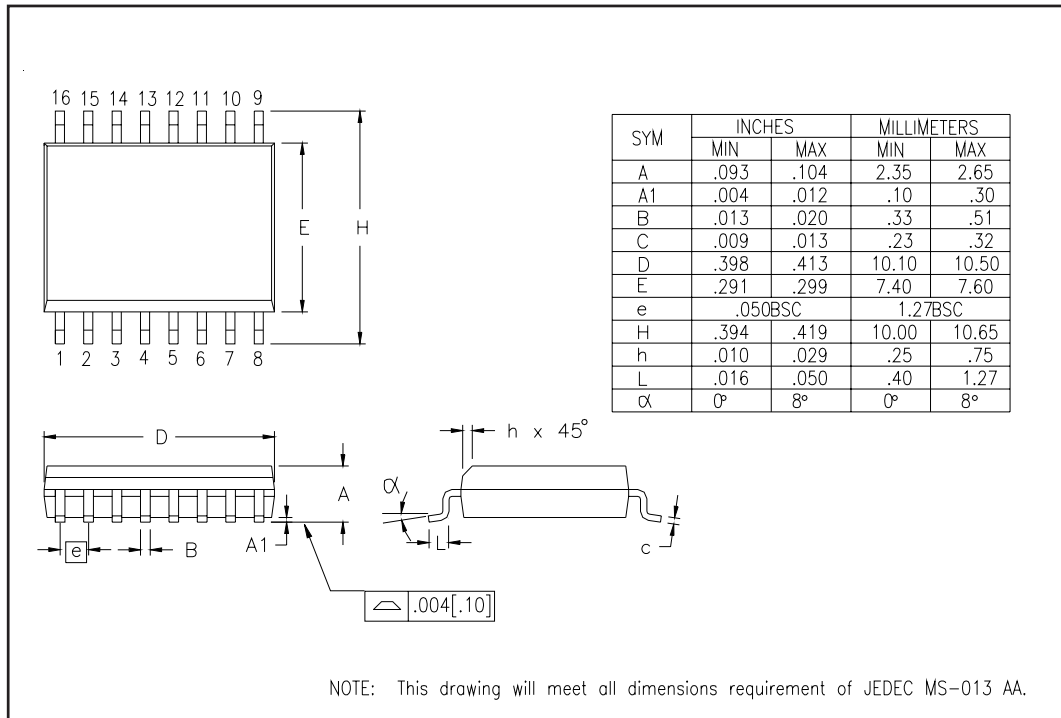 16 15 14 13 12 11 10 9
E
H
1 2 3 4 5 6 7 8
SYM INCHES MILLIMETERS
MIN MAX MIN MAX
A .093 .104 2.35 2.65
A1 .004 .012 .10 .30
B .013 .020 .33 .51
C .009 .013 .23 .32
D .398 .413 10.10 10.50
E .291 .299 7.40 7.60
e .050BSC 1.27BSC
H .394 .419 10.00 10.65
h .010 .029 .25 .75
L .016 .050 .40 1.27
α 0° 8° 0° 8°
D
A
A1
e
B
h x 45°
α
L
c
.004[.10]
NOTE: This drawing will meet all dimensions requirement of JEDEC MS-013 AA.